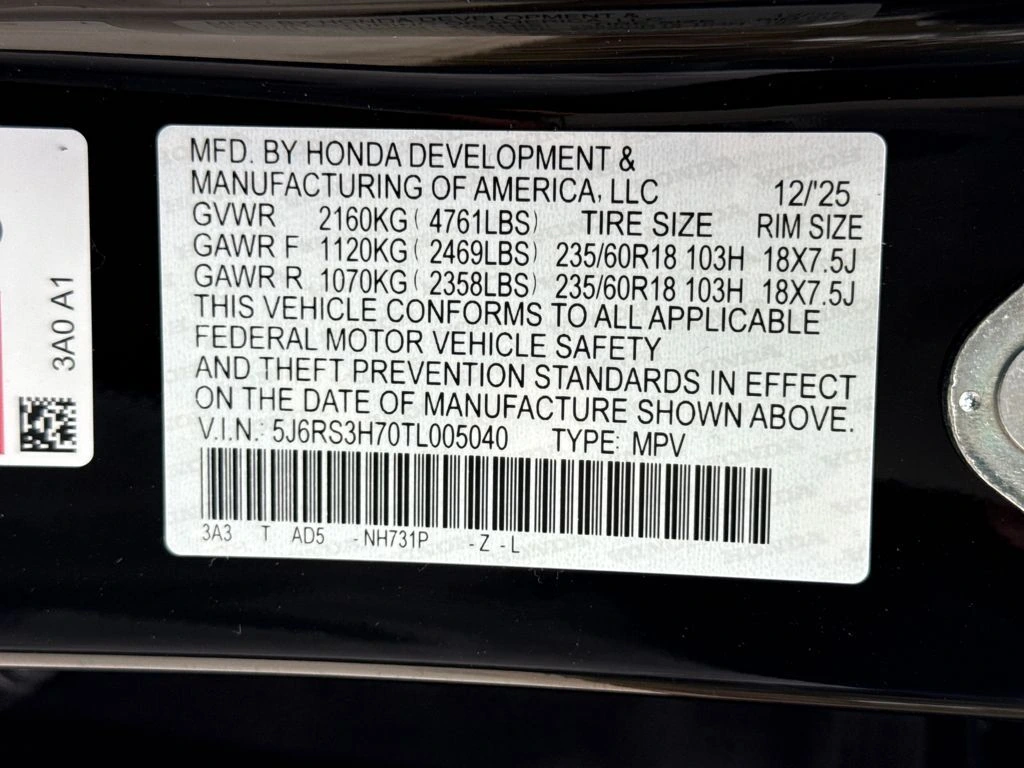 MFD. BY HONDA DEVELOPMENT &
MANUFACTURING OF AMERICA, LLC 12/'25
GVWR 2160KG ( 4761LBS) TIRE SIZE RIM SIZE
GAWR F 1120KG ( 2469LBS) 235/60R18 103H 18X7.5J
GAWR R 1070KG ( 2358LBS) 235/60R18 103H 18X7.5J
THIS VEHICLE CONFORMS TO ALL APPLICABLE
FEDERAL MOTOR VEHICLE SAFETY
AND THEFT PREVENTION STANDARDS IN EFFECT
ON THE DATE OF MANUFACTURE SHOWN ABOVE.
V.I.N.: 5J6RS3H70TL005040 TYPE: MPV
3A3 T AD5 -NH731P -Z -L
3A0 A1